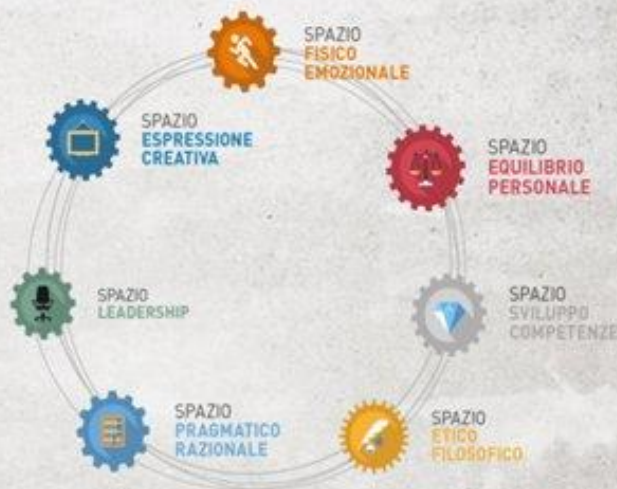 SPAZIO
FISICO
EMOZIONALE
SPAZIO
EQUILIBRIO
PERSONALE
SPAZIO
SVILUPPO
COMPETENZE
SPAZIO
ETICO
FILOSOFICO
SPAZIO
PRAGMATICO
RAZIONALE
SPAZIO
LEADERSHIP
SPAZIO
ESPRESSIONE
CREATIVA